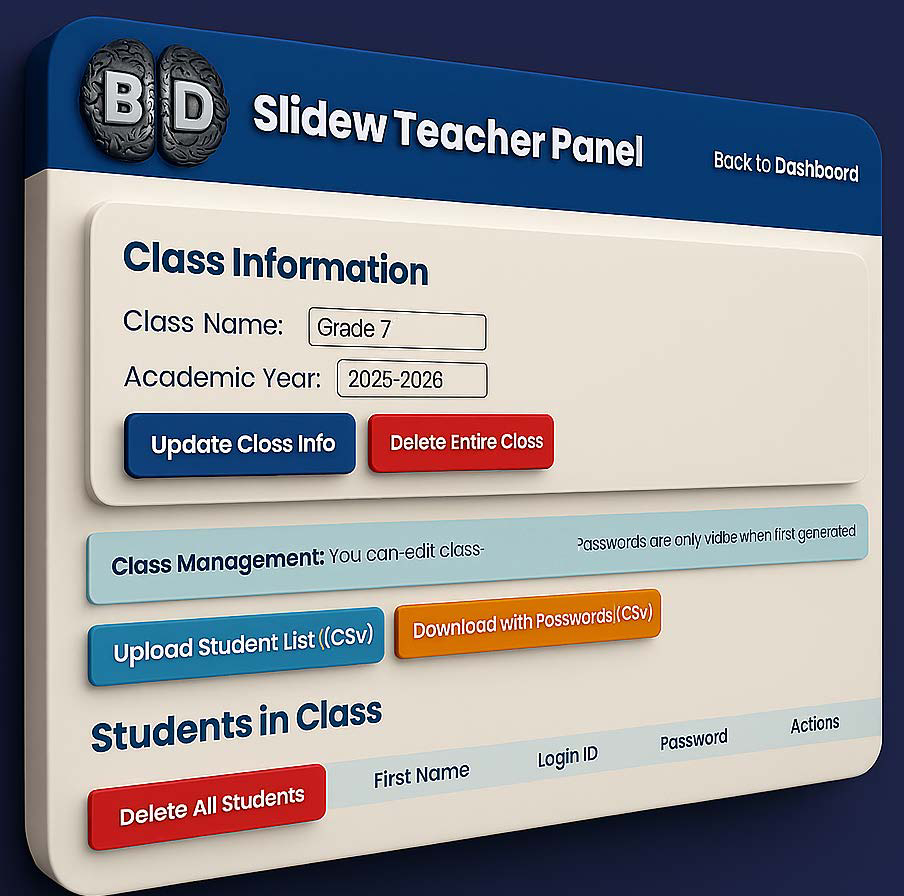 B D
Slidew Teacher Panel
Back to Dashboord
Class Information
Class Name: Grade 7
Academic Year: 2025-2026
Update Closs Info
Delete Entire Closs
Class Management: You can-edit class-
Passwords are only vidbe when first generated
Upload Student List ((CSv)
Download with Posswords|(CSv)
Students in Class
Delete All Students
First Name
Login ID
Password
Actions